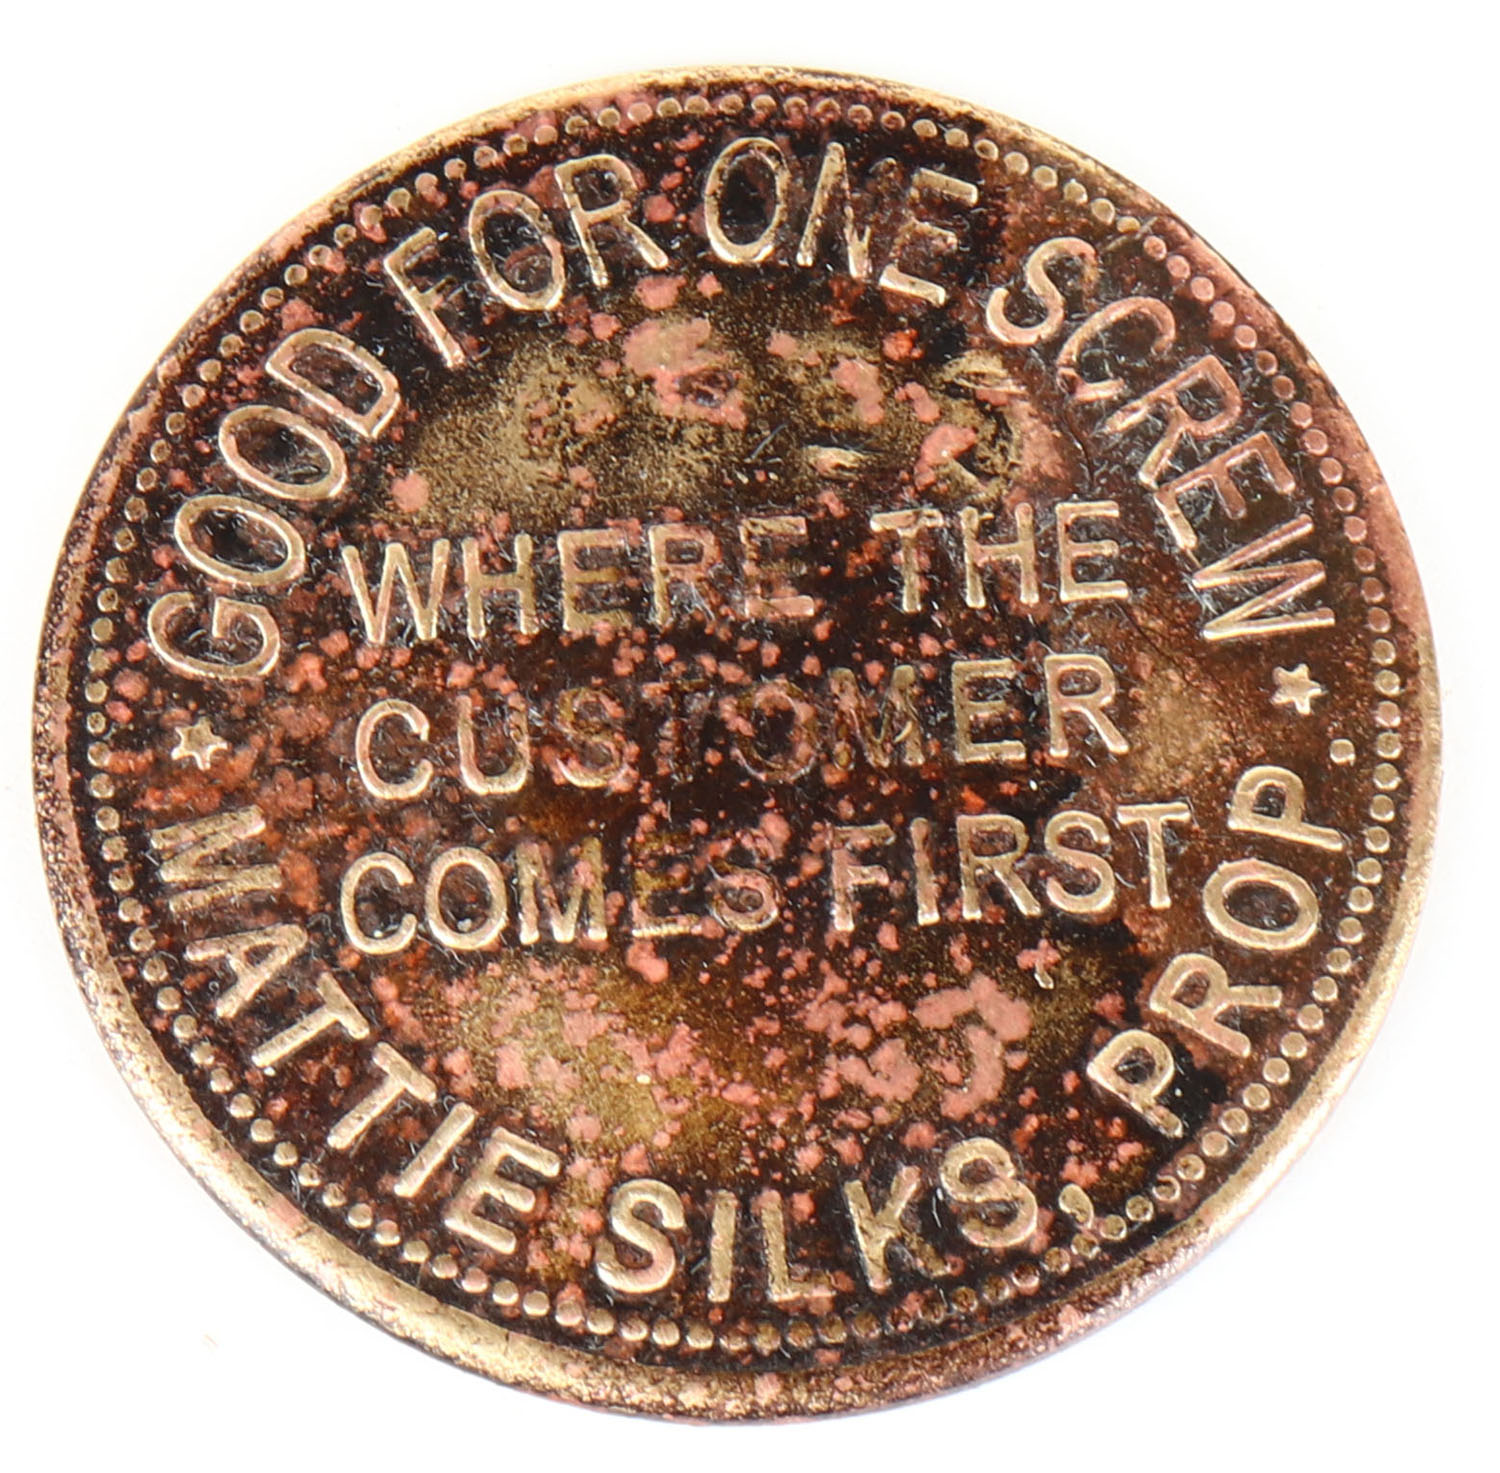 GOOD FOR ONE SCREW
WHERE THE
CUSTOMER
COMES FIRST
MATTIE SILKS, PROP.